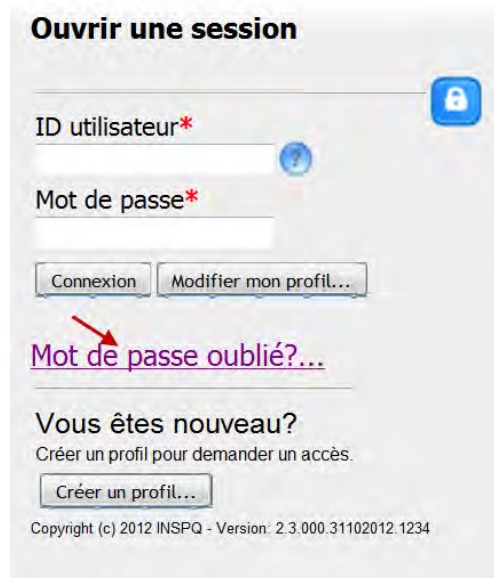 Ouvrir une session
ID utilisateur*
?
Mot de passe*
Connexion Modifier mon profil...
Mot de passe oublié?...
Vous êtes nouveau?
Créer un profil pour demander un accès.
Créer un profil...
Copyright (c) 2012 INSPQ - Version: 2.3.000.31102012.1234